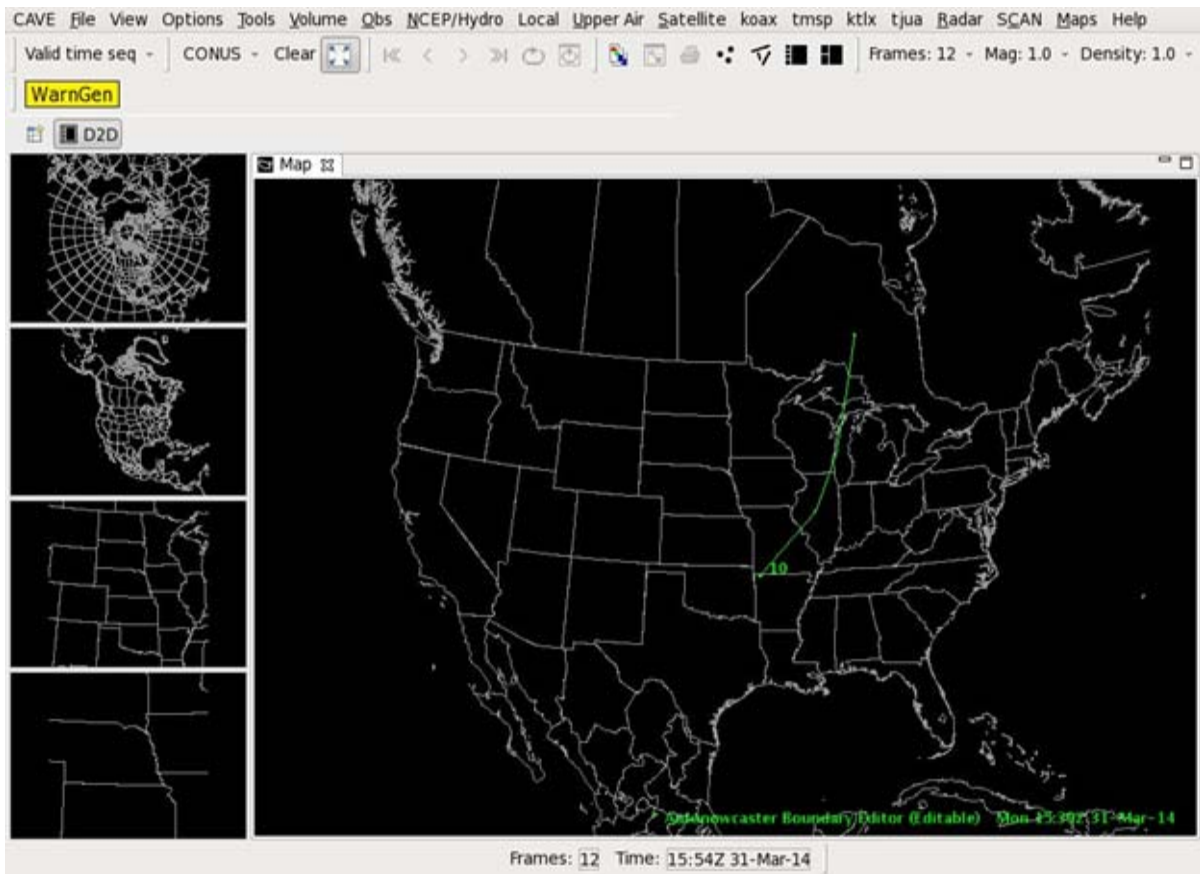 CAVE File View Options Tools Volume Obs NCEP/Hydro Local Upper Air Satellite koax tmsp ktlx tjua Radar SCAN Maps Help
Valid time seq CONUS Clear Frames: 12 Mag: 1.0 Density: 1.0
WarnGen
D2D
Map
10
Boundary Editor (Editable) Mon 31-Mar-14
Frames: 12 Time: 15:54Z 31-Mar-14